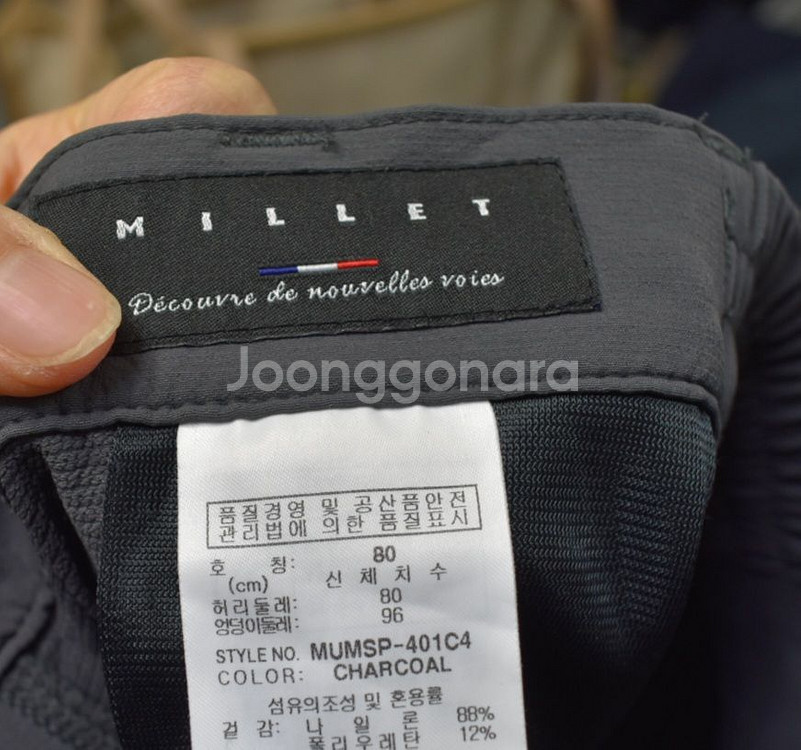 MILLET
Découvre de nouvelles voies
Joonggonara
품질경영 및 공산품안전
관리법에 의한 품질표시
호 칭: 80
(cm) 신체치수
허리둘레: 80
엉덩이둘레: 96
STYLE NO. MUMSP-401C4
COLOR: CHARCOAL
섬유의조성 및 혼용률
겉 감: 나 일 론 88%
폴리우레탄 12%